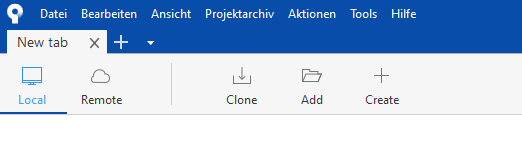 Datei Bearbeiten Ansicht Projektarchiv Aktionen Tools Hilfe
New tab
Local Remote Clone Add Create